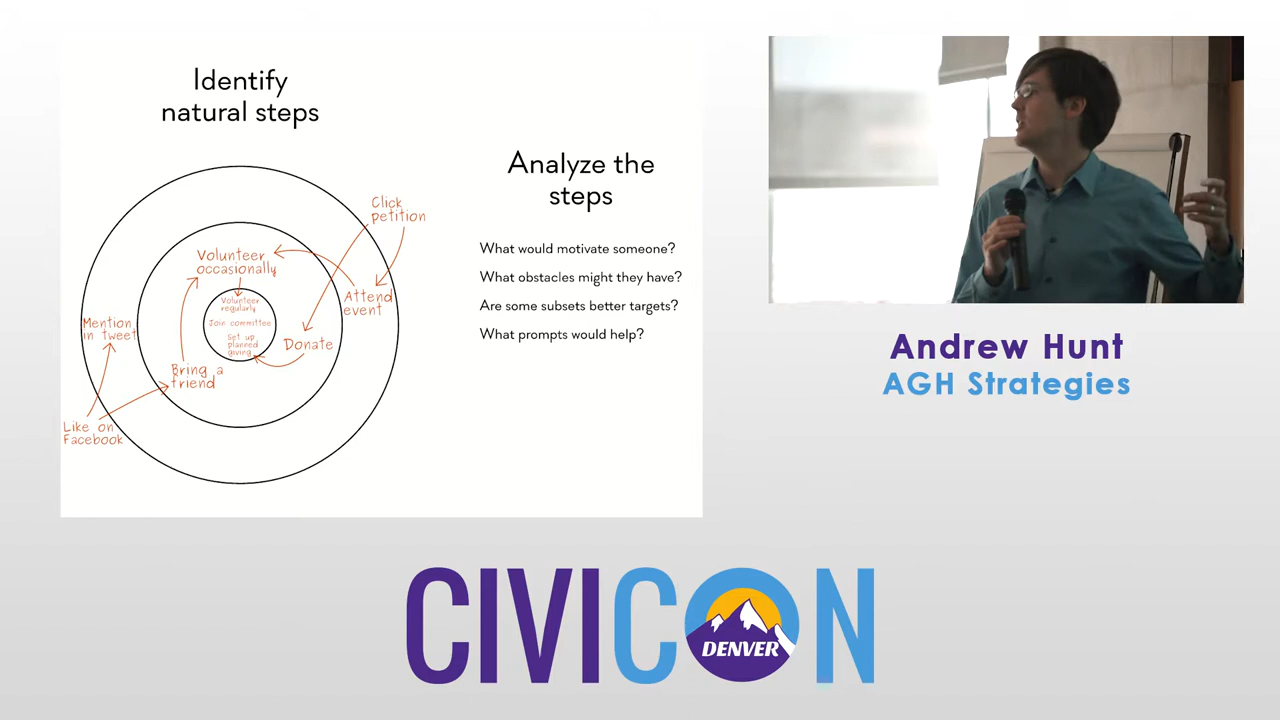 Identify
natural steps
Click
petition
Volunteer
occasionally
Attend
event
Volunteer
regularly
Join committee
Set up
planned
giving
Mention
in tweet
Donate
Bring a
friend
Like on
Facebook
Analyze the
steps
What would motivate someone?
What obstacles might they have?
Are some subsets better targets?
What prompts would help?
Andrew Hunt
AGH Strategies
CIVICON
DENVER